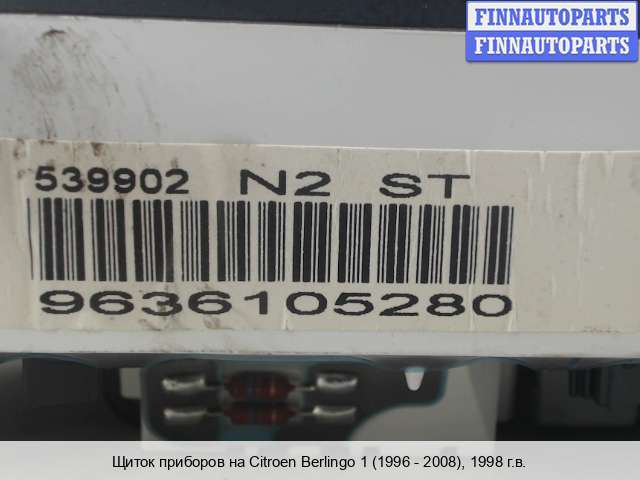 FINNAUTOPARTS
FINNAUTOPARTS
539902 N2 ST
9636105280
Щиток приборов на Citroen Berlingo 1 (1996 - 2008), 1998 г.в.